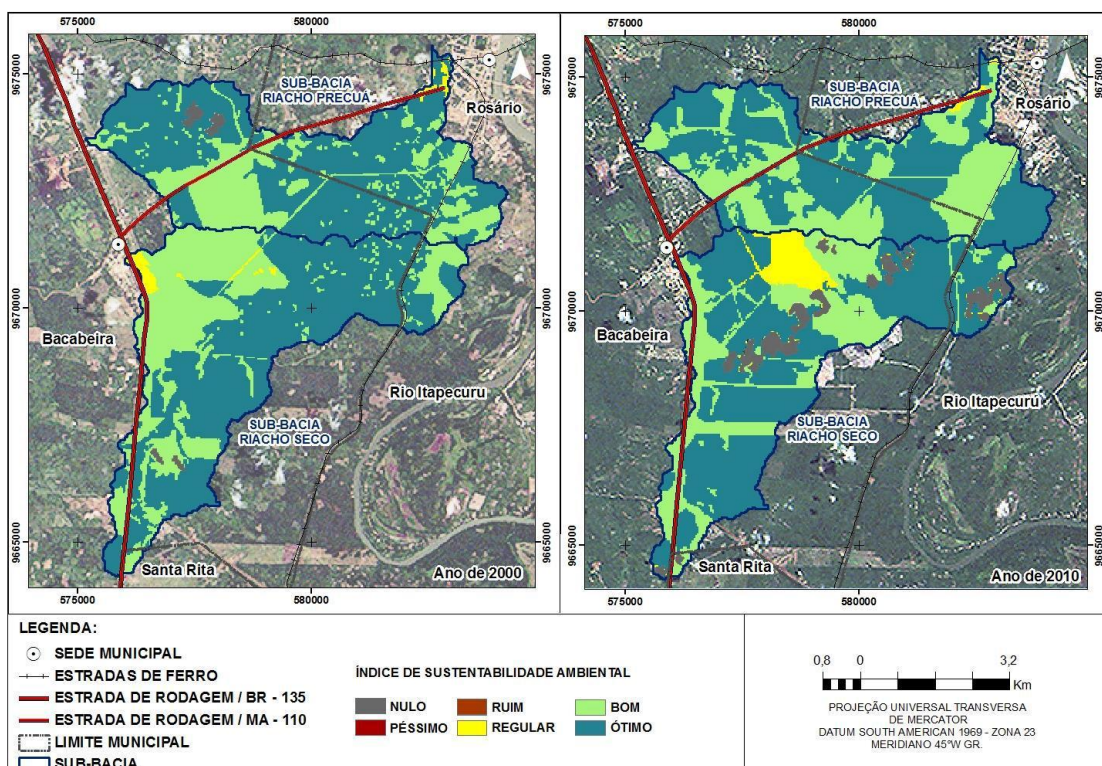 575000
580000
575000
580000
9675000
9670000
9665000
SUB-BACIA
RIACHO PRECUÁ
Rosário
Bacabeira
Rio Itapecuru
SUB-BACIA
RIACHO SECO
Santa Rita
Ano de 2000
9675000
9670000
9665000
SUB-BACIA
RIACHO PRECUÁ
Rosário
Bacabeira
Rio Itapecurú
SUB-BACIA
RIACHO SECO
Santa Rita
Ano de 2010
9675000
9670000
9665000
575000
580000
575000
580000
LEGENDA:
SEDE MUNICIPAL
ESTRADAS DE FERRO
ESTRADA DE RODAGEM / BR - 135
ESTRADA DE RODAGEM / MA - 110
LIMITE MUNICIPAL
SUB-BACIA
ÍNDICE DE SUSTENTABILIDADE AMBIENTAL
NULO RUIM BOM
PÉSSIMO REGULAR ÓTIMO
0,8 0 3,2
Km
PROJEÇÃO UNIVERSAL TRANSVERSA
DE MERCATOR
DATUM SOUTH AMERICAN 1969 - ZONA 23
MERIDIANO 45°W GR.